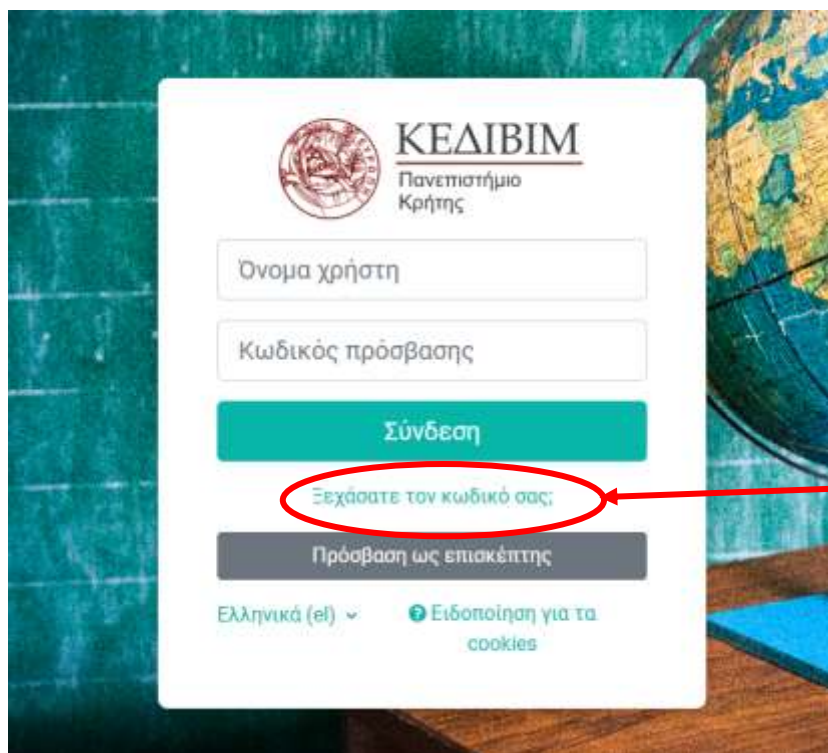 ΚΕΔΙΒΙΜ
Πανεπιστήμιο
Κρήτης
Όνομα χρήστη
Κωδικός πρόσβασης
Σύνδεση
Ξεχάσατε τον κωδικό σας;
Πρόσβαση ως επισκέπτης
Ελληνικά (el)
Ειδοποίηση για τα
cookies